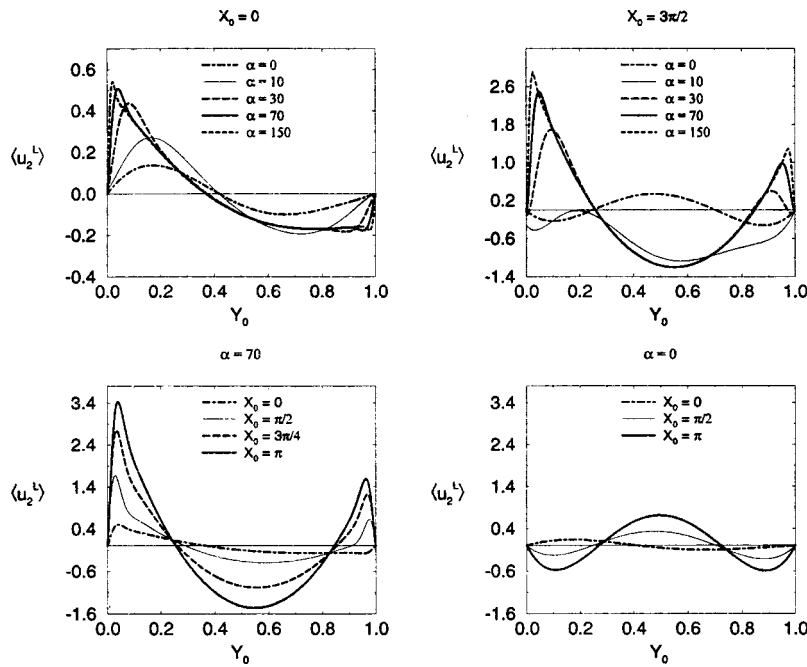 X₀ = 0
0.6
0.4
0.2
0.0
-0.2
-0.4
⟨u₂ᴸ⟩
α = 0
α = 10
α = 30
α = 70
α = 150
0.0 0.2 0.4 0.6 0.8 1.0
Y₀
X₀ = 3π/2
2.6
1.8
1.0
0.2
-0.6
-1.4
⟨u₂ᴸ⟩
α = 0
α = 10
α = 30
α = 70
α = 150
0.0 0.2 0.4 0.6 0.8 1.0
Y₀
α = 70
3.4
2.4
1.4
0.4
-0.6
-1.6
⟨u₂ᴸ⟩
X₀ = 0
X₀ = π/2
X₀ = 3π/4
X₀ = π
0.0 0.2 0.4 0.6 0.8 1.0
Y₀
α = 0
3.4
2.4
1.4
0.4
-0.6
-1.6
⟨u₂ᴸ⟩
X₀ = 0
X₀ = π/2
X₀ = π
0.0 0.2 0.4 0.6 0.8 1.0
Y₀